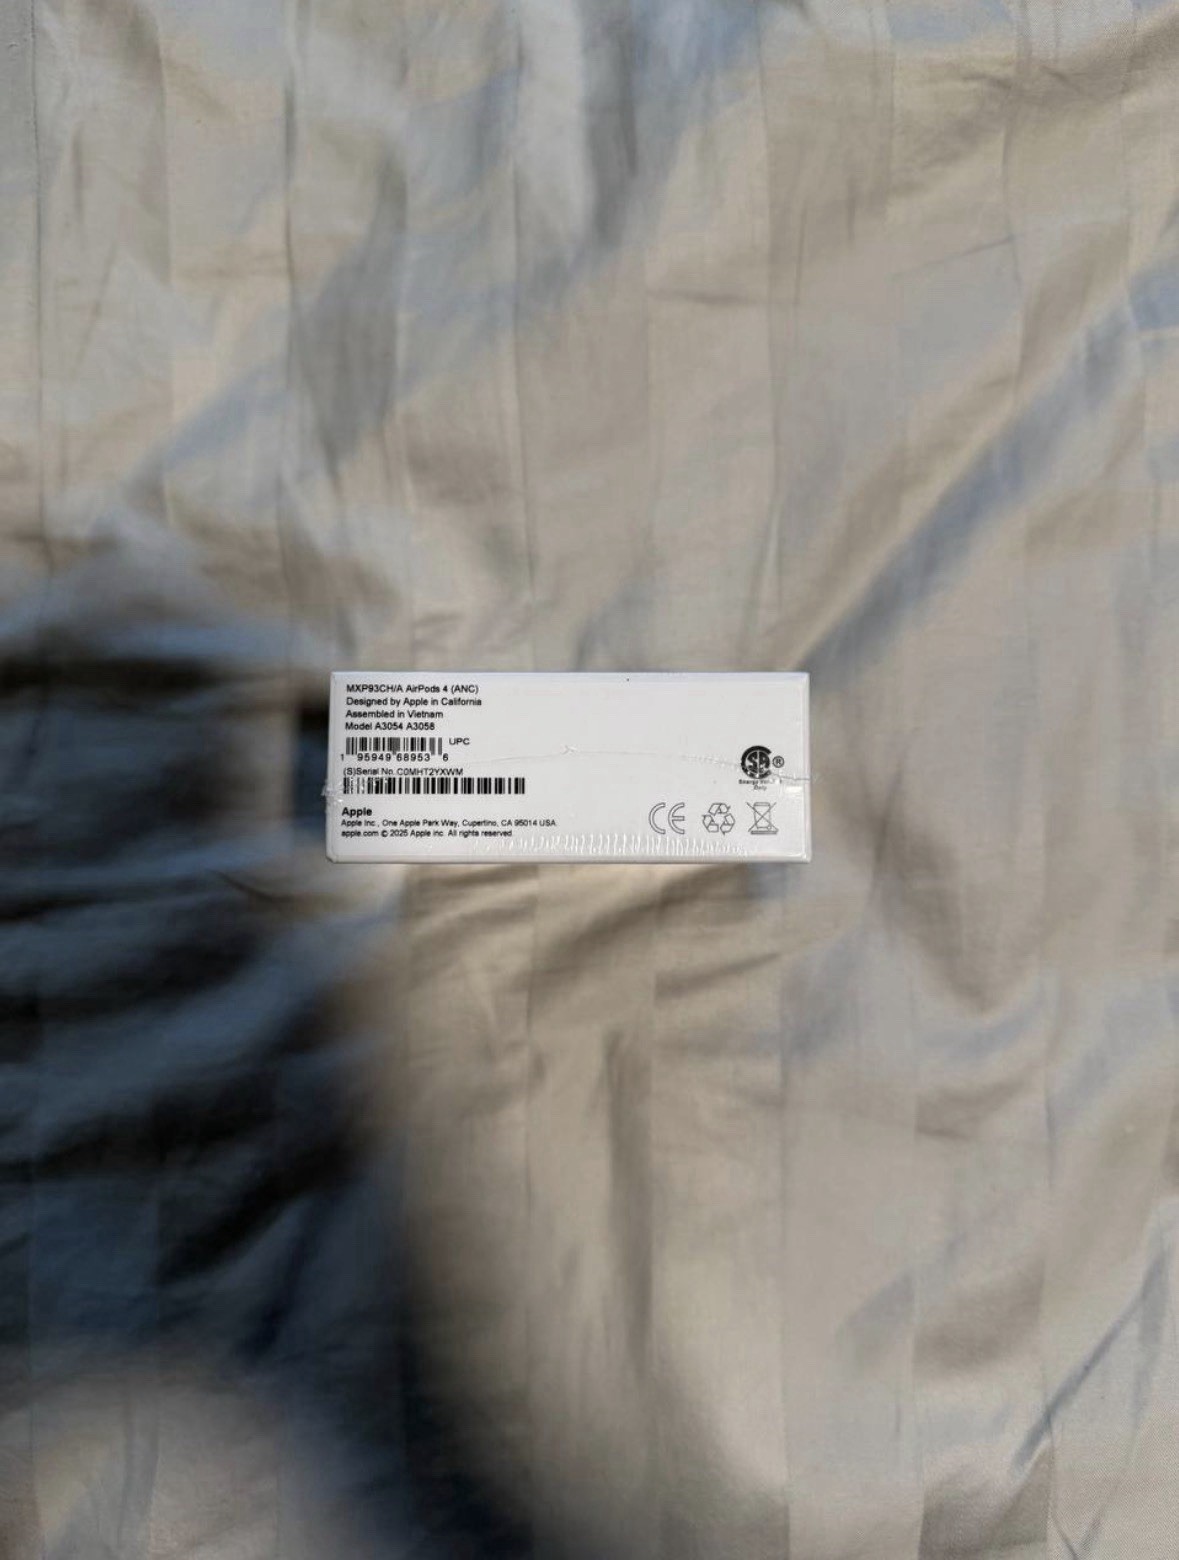 MXP93CH/A AirPods 4 (ANC)
Designed by Apple in California
Assembled in Vietnam
Model A3054 A3058
UPC
1 95949 68953 6
(S)Serial No. C0MHT2YXWM
Apple
Apple Inc., One Apple Park Way, Cupertino, CA 95014 USA.
apple.com © 2025 Apple Inc. All rights reserved.
SA ®
CE